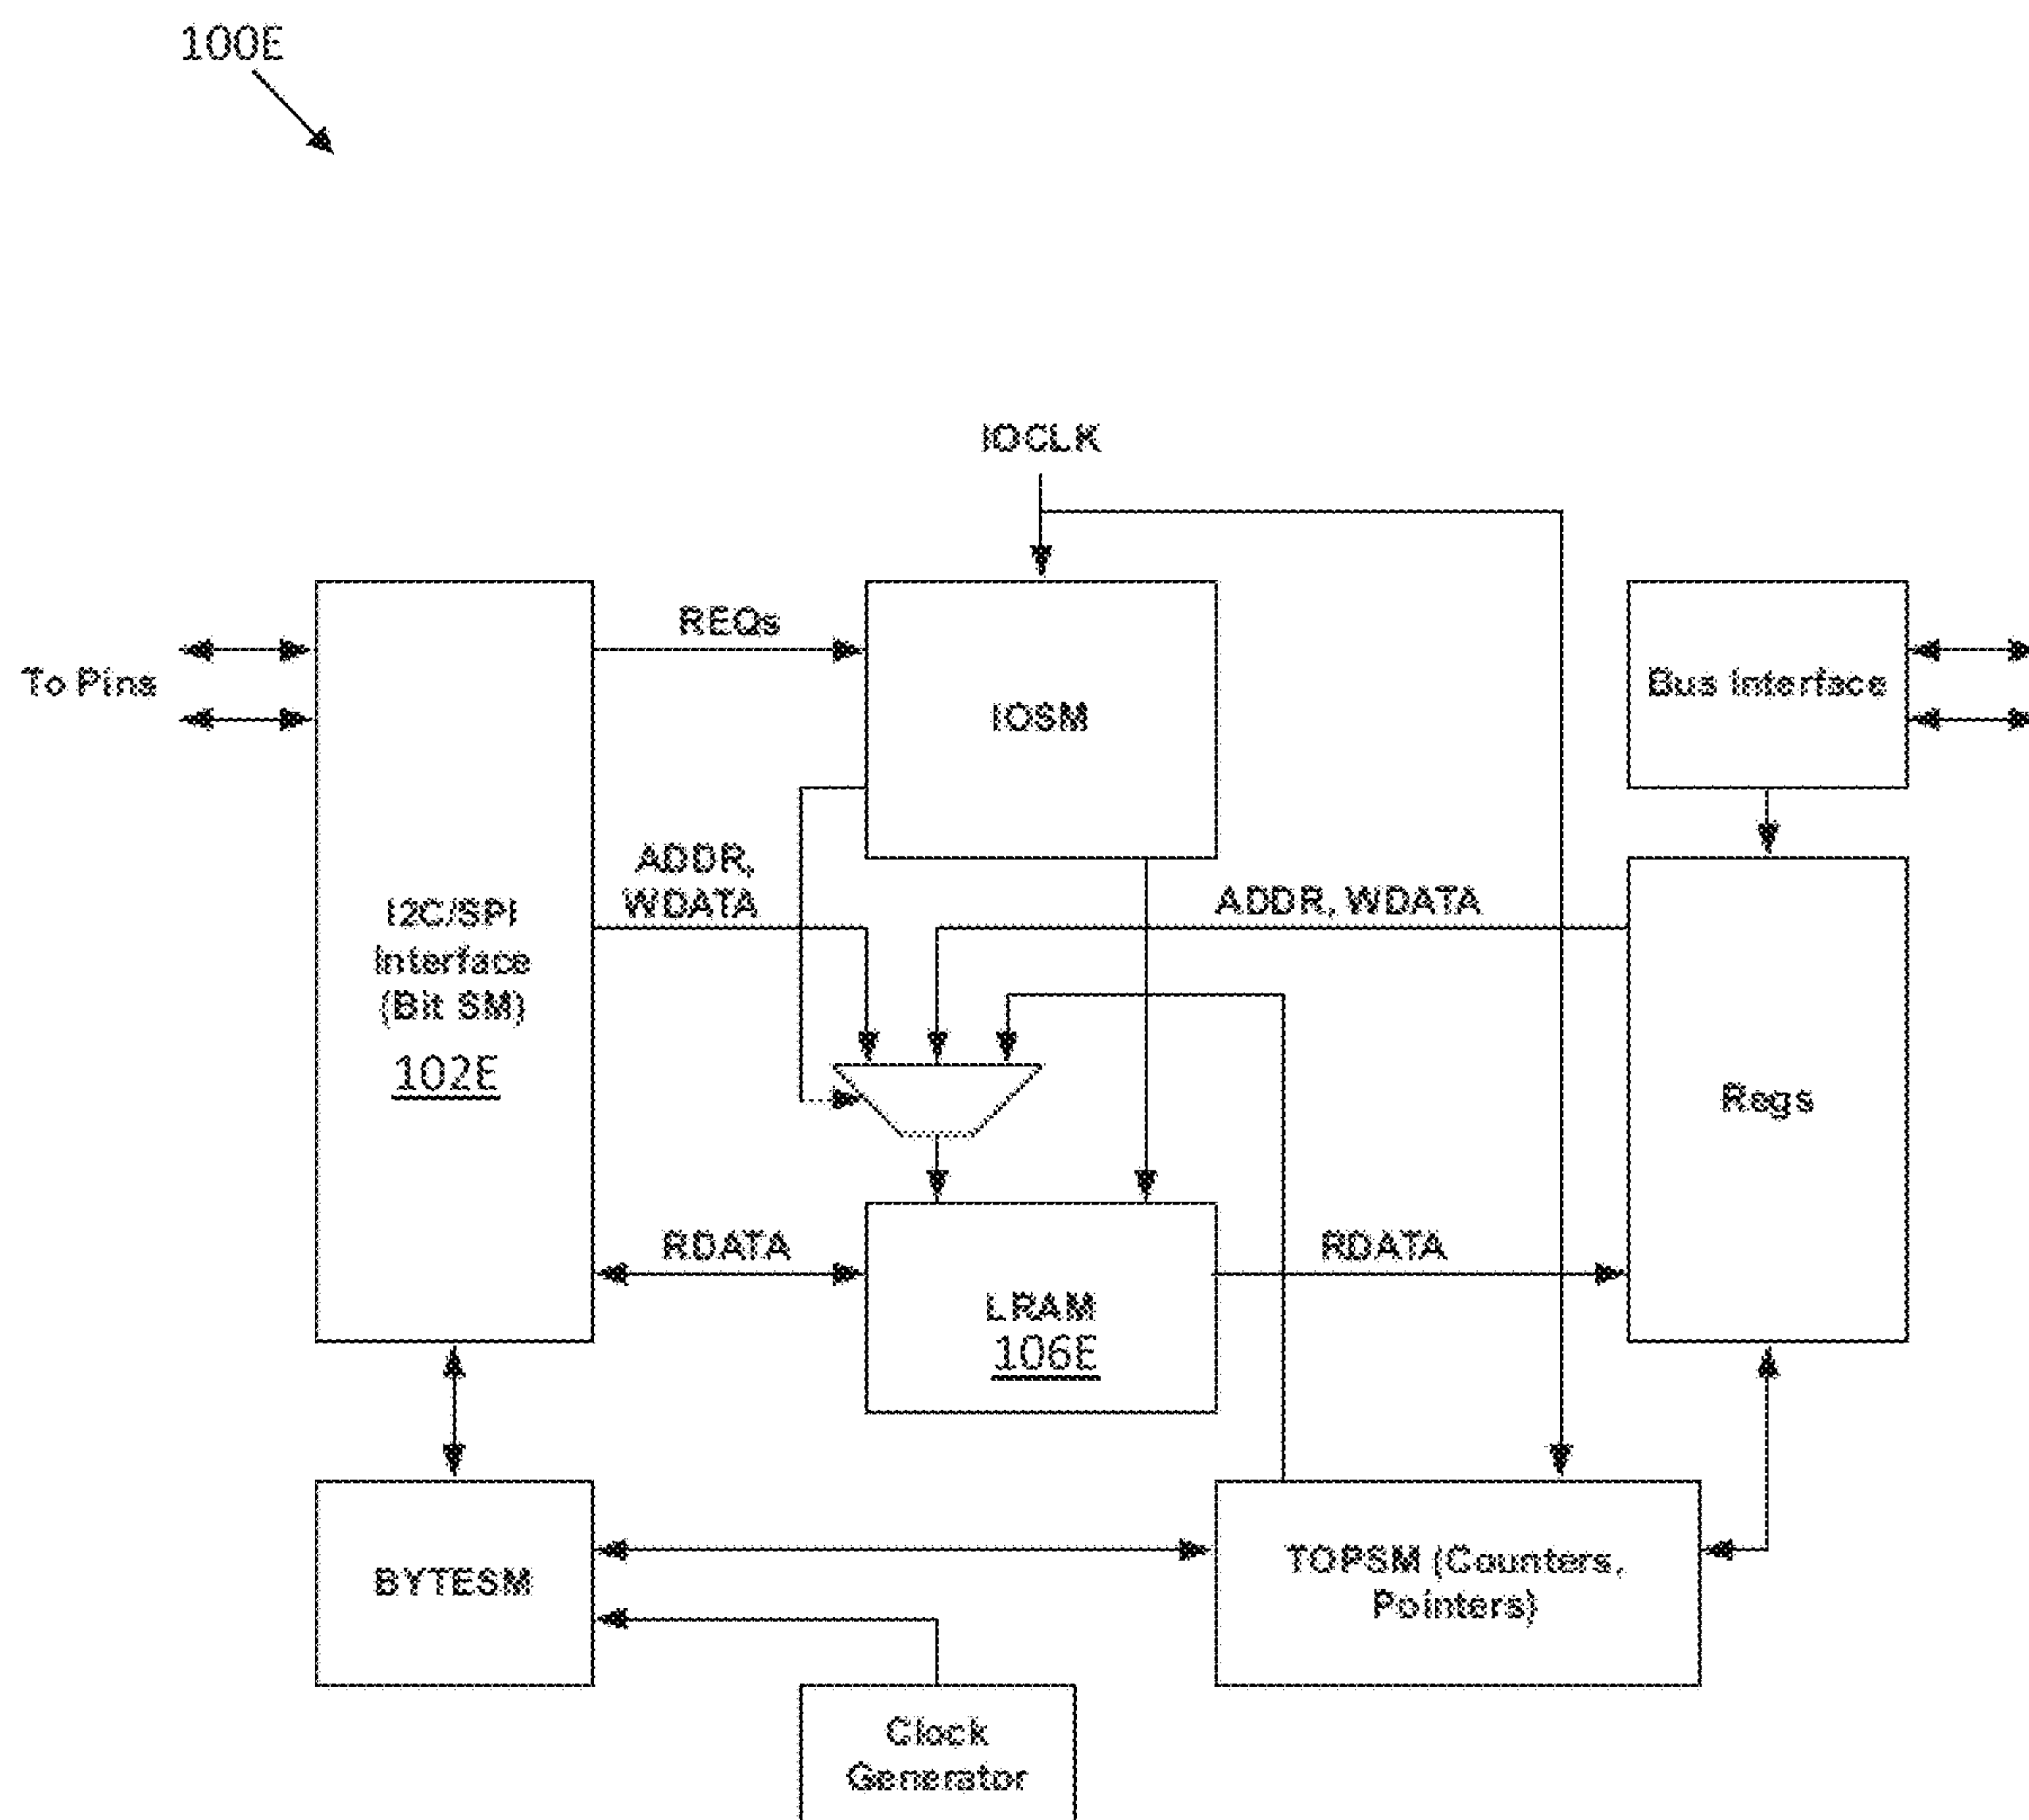 100E
IOCLK
To Pins
REQs
IOSM
Bus Interface
ADDR,
WDATA
ADDR, WDATA
I2C/SPI
Interface
(Bit SM)
102E
Regs
RDATA
RDATA
LRAM
106E
BYTESM
TOPSM (Counters,
Pointers)
Clock
Generator